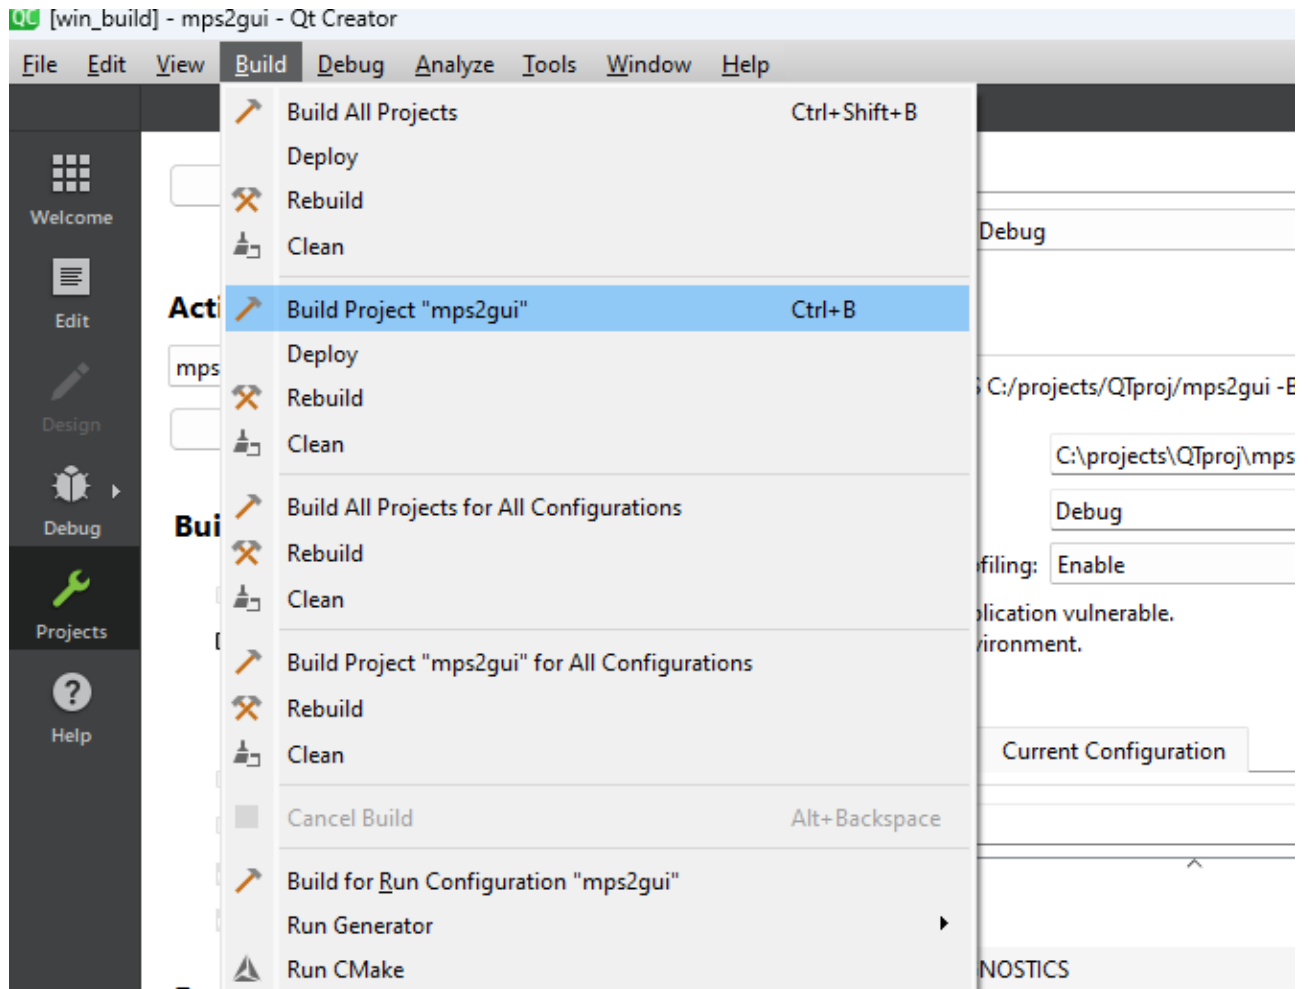 QC [win_build] - mps2gui - Qt Creator
File Edit View Build Debug Analyze Tools Window Help
Build All Projects Ctrl+Shift+B
Deploy
Rebuild
Clean
Build Project "mps2gui" Ctrl+B
Deploy
Rebuild
Clean
Build All Projects for All Configurations
Rebuild
Clean
Build Project "mps2gui" for All Configurations
Rebuild
Clean
Cancel Build Alt+Backspace
Build for Run Configuration "mps2gui"
Run Generator
Run CMake
Welcome
Edit
Design
Debug
Projects
Help
Acti
mps
Bui
Debug
C:/projects/QTproj/mps2gui -B
C:\projects\QTproj\mps
Debug
filing: Enable
plication vulnerable.
vironment.
Current Configuration
NOSTICS